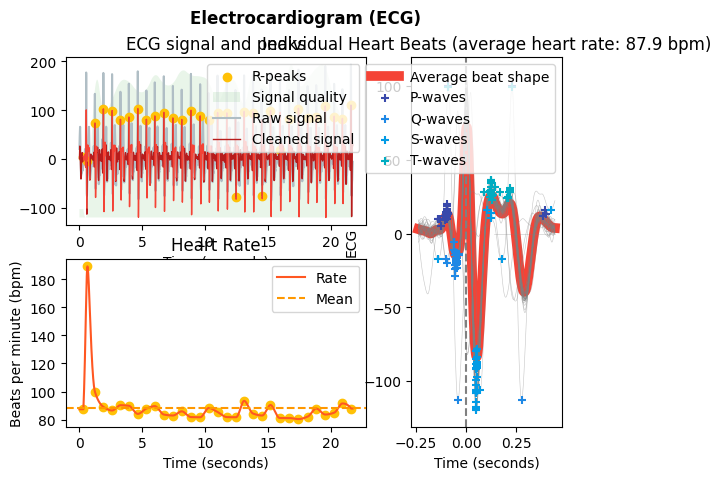 Electrocardiogram (ECG)
ECG signal and peaks
Individual Heart Beats (average heart rate: 87.9 bpm)
200
100
0
−100
R-peaks
Signal quality
Raw signal
Cleaned signal
0
5
10
15
20
Time (seconds)
Heart Rate
Beats per minute (bpm)
180
160
140
120
100
80
Rate
Mean
0
5
10
15
20
Time (seconds)
ECG
100
50
0
−50
−100
Average beat shape
P-waves
Q-waves
S-waves
T-waves
−0.25
0.00
0.25
Time (seconds)